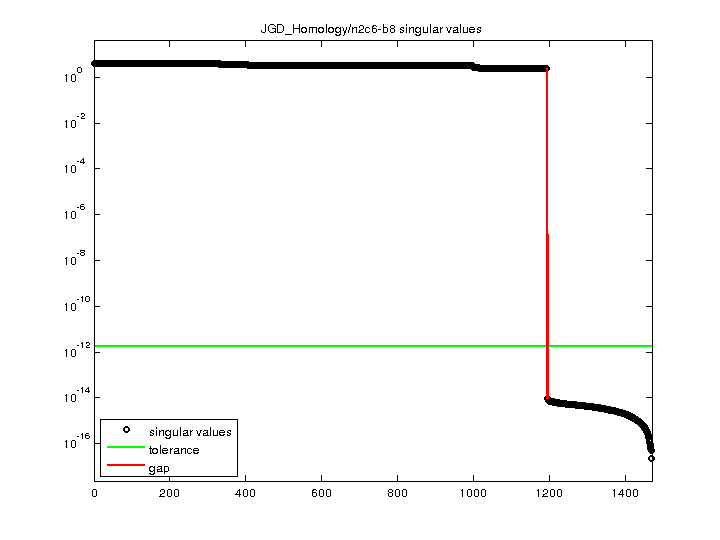 JGD_Homology/n2c6-b8 singular values
10^0
10^-2
10^-4
10^-6
10^-8
10^-10
10^-12
10^-14
10^-16
singular values
tolerance
gap
0 200 400 600 800 1000 1200 1400